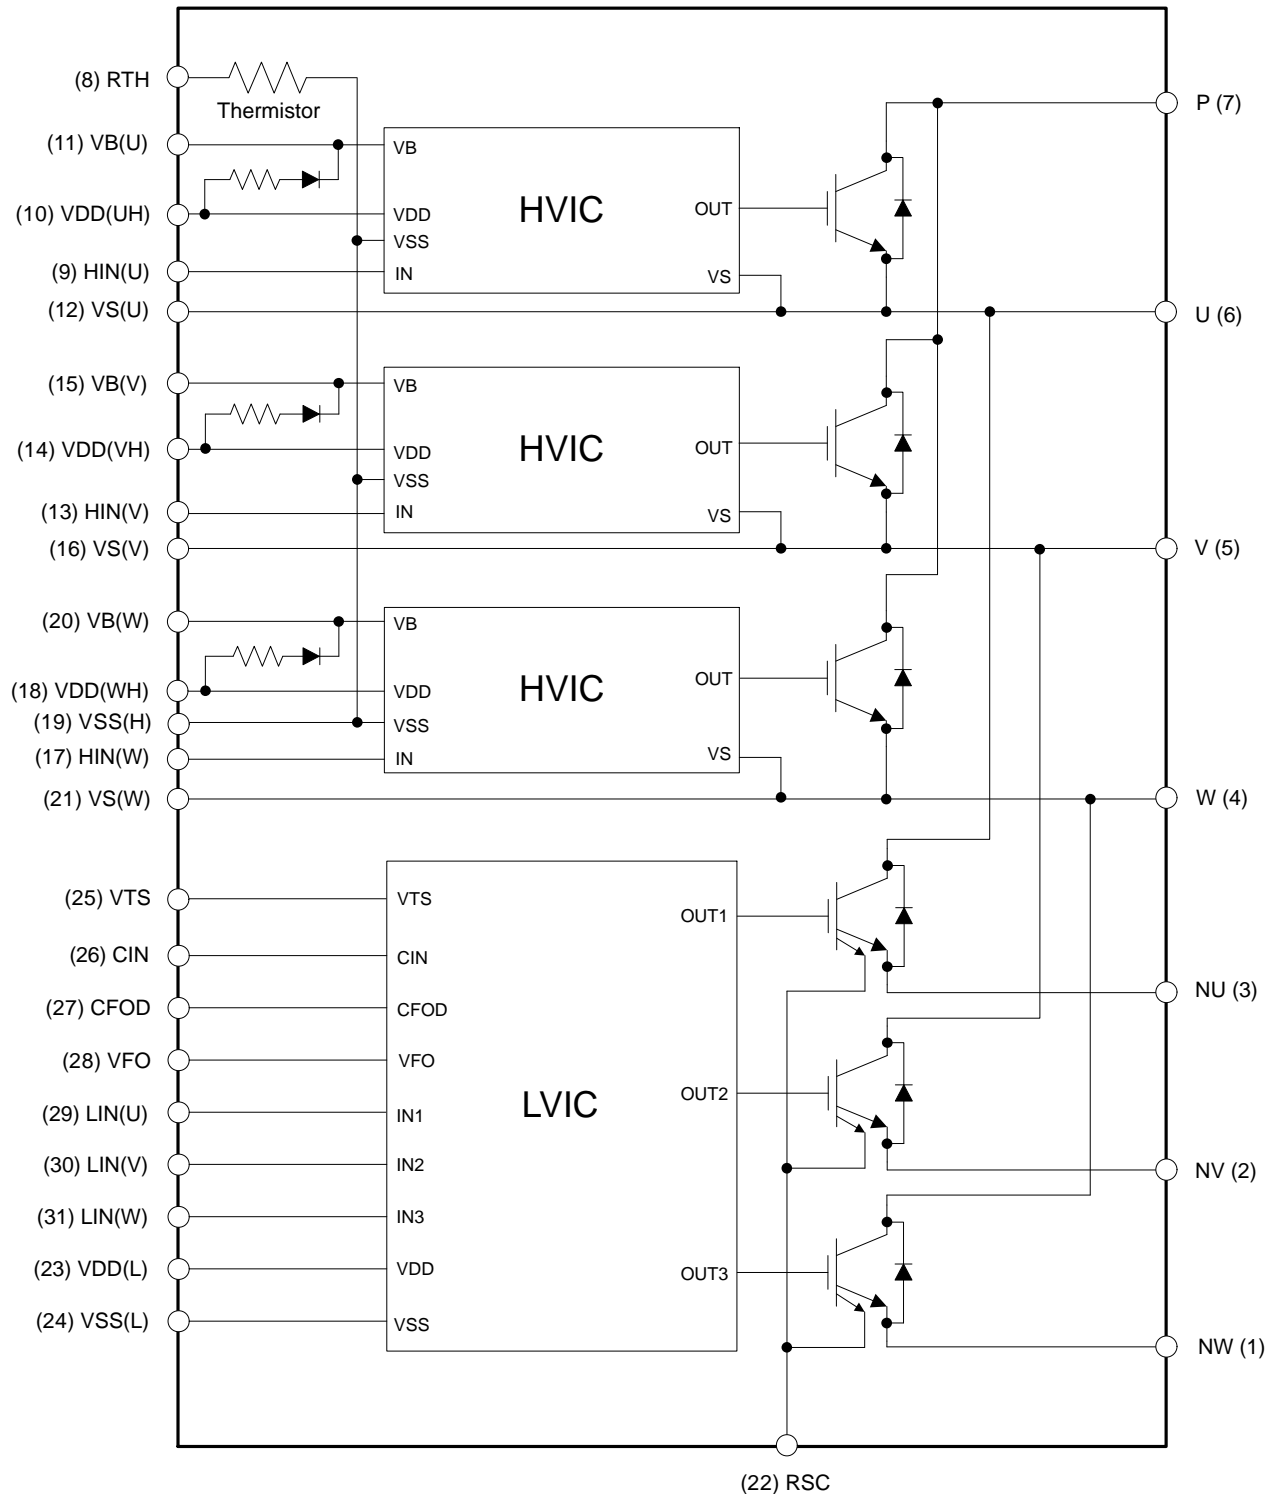 (8) RTH
Thermistor
P (7)
(11) VB(U)
VB
(10) VDD(UH)
VDD
HVIC
OUT
VSS
(9) HIN(U)
IN
VS
(12) VS(U)
U (6)
(15) VB(V)
VB
(14) VDD(VH)
VDD
HVIC
OUT
VSS
(13) HIN(V)
IN
VS
(16) VS(V)
V (5)
(20) VB(W)
VB
(18) VDD(WH)
VDD
HVIC
OUT
(19) VSS(H)
VSS
(17) HIN(W)
IN
VS
(21) VS(W)
W (4)
(25) VTS
VTS
OUT1
(26) CIN
CIN
NU (3)
(27) CFOD
CFOD
(28) VFO
VFO
LVIC
OUT2
(29) LIN(U)
IN1
(30) LIN(V)
IN2
NV (2)
(31) LIN(W)
IN3
(23) VDD(L)
VDD
OUT3
(24) VSS(L)
VSS
NW (1)
(22) RSC